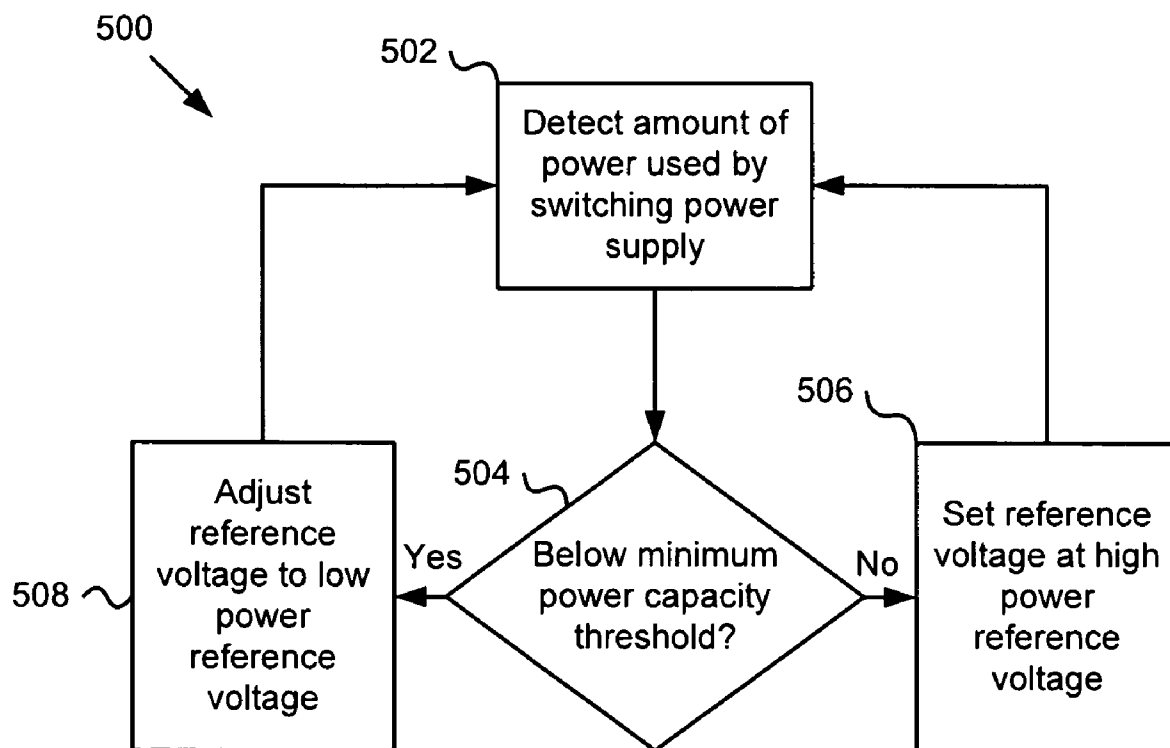 500
502
Detect amount of
power used by
switching power
supply
506
504
Adjust
reference
voltage to low
power
reference
voltage
Yes
Below minimum
power capacity
threshold?
No
Set reference
voltage at high
power
reference
voltage
508